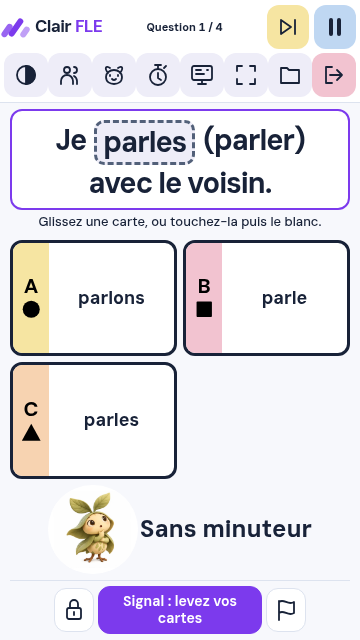 Clair FLE
Question 1 / 4
Je parles (parler)
avec le voisin.
Glissez une carte, ou touchez-la puis le blanc.
A
parlons
B
parle
C
parles
Sans minuteur
Signal : levez vos
cartes